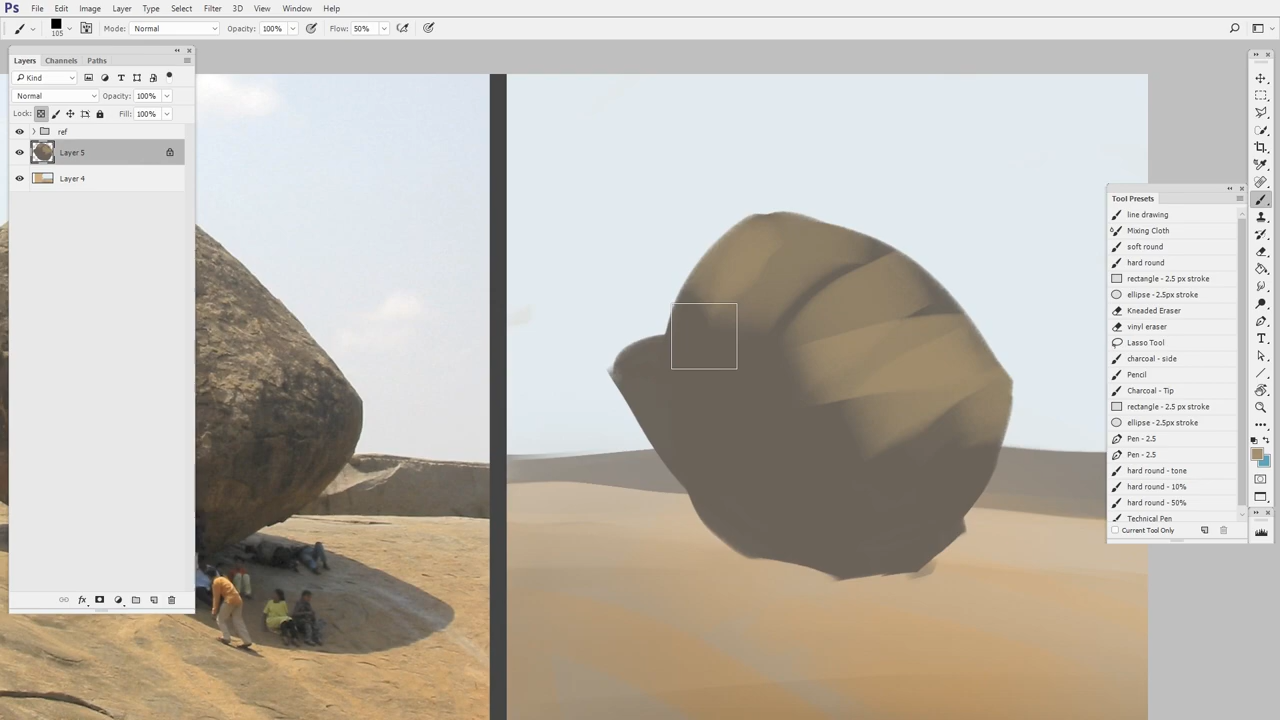 Ps File Edit Image Layer Type Select Filter 3D View Window Help
105 Mode: Normal Opacity: 100% Flow: 50%
Layers Channels Paths
Kind
Normal Opacity: 100%
Lock: Fill: 100%
ref
Layer 5
Layer 4
Tool Presets
line drawing
Mixing Cloth
soft round
hard round
rectangle - 2.5 px stroke
ellipse - 2.5px stroke
Kneaded Eraser
vinyl eraser
Lasso Tool
charcoal - side
Pencil
Charcoal - Tip
rectangle - 2.5 px stroke
ellipse - 2.5 px stroke
Pen - 2.5
Pen - 2.5
hard round - tone
hard round - 10%
hard round - 50%
Technical Pen
Current Tool Only